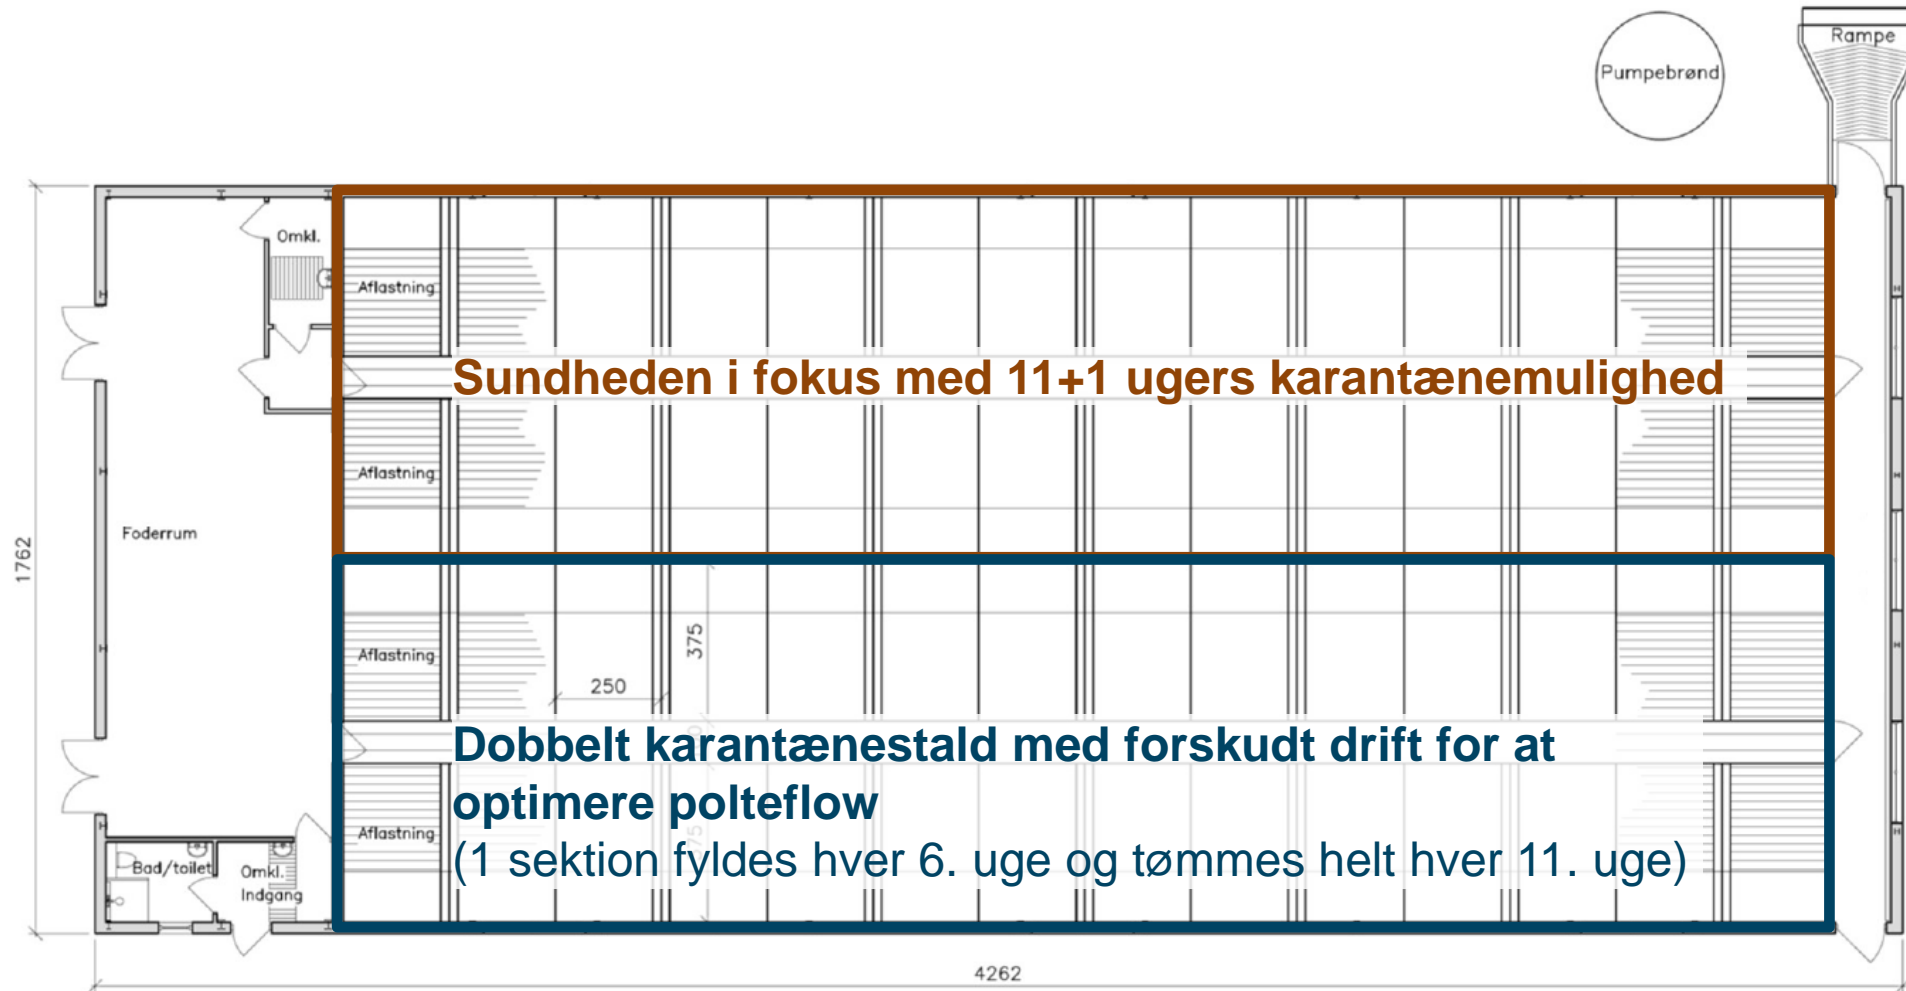 Rampe
Pumpebrønd
Omkl.
Aflastning
Sundheden i fokus med 11+1 ugers karantænemulighed
Aflastning
Foderrum
1762
375
Aflastning
250
Dobbelt karantænestald med forskudt drift for at
optimere polteflow
Aflastning
(1 sektion fyldes hver 6. uge og tømmes helt hver 11. uge)
Bad/toilet
Omkl.
Indgang
4262